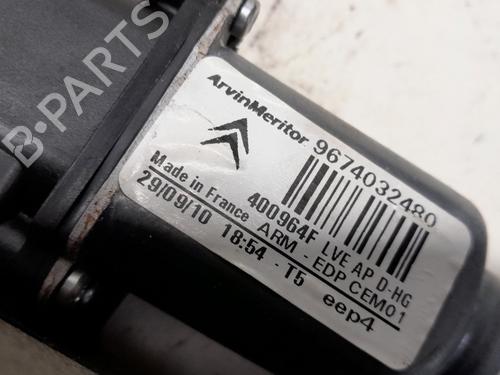 B-PARTS
ArvinMeritor
9674032480
400964F LVE AP D-HG
Made in France ARM - EDP CEM01
29/09/10 18:54 - T5 eep4